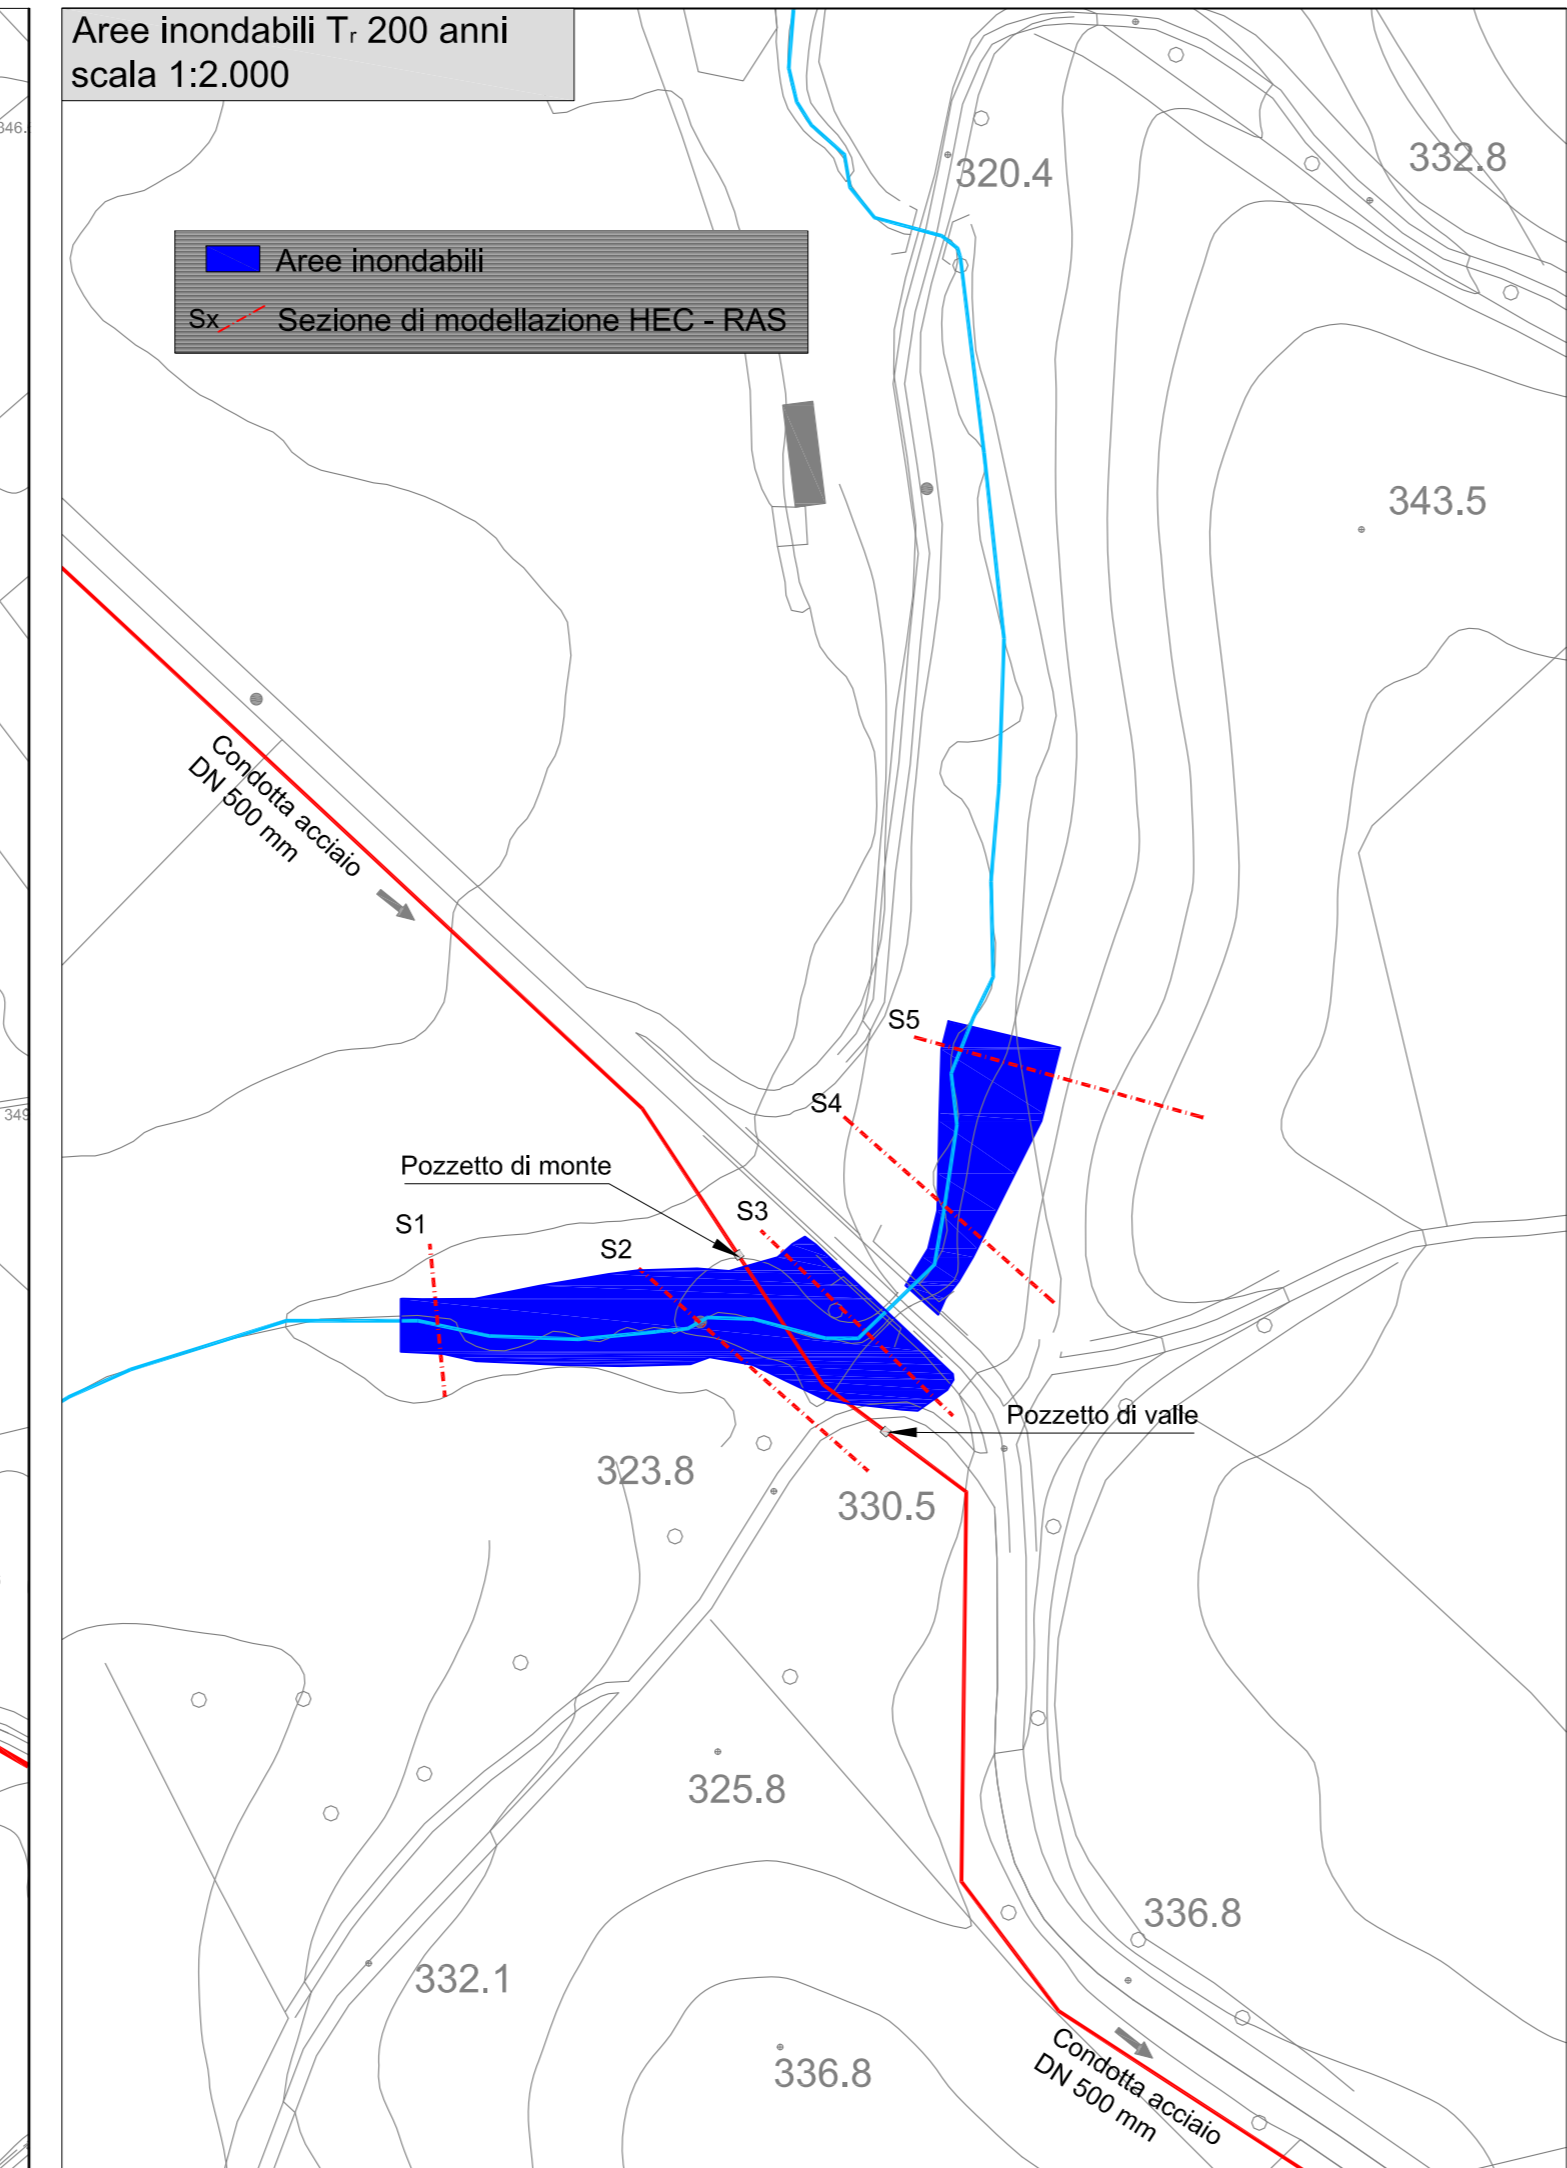 Aree inondabili Tr 200 anni
scala 1:2.000
Aree inondabili
Sx
Sezione di modellazione HEC - RAS
320.4
332.8
343.5
Condotta acciaio
DN 500 mm
S5
S4
Pozzetto di monte
S3
S1
S2
Pozzetto di valle
323.8
330.5
325.8
336.8
332.1
336.8
Condotta acciaio
DN 500 mm
346.
349